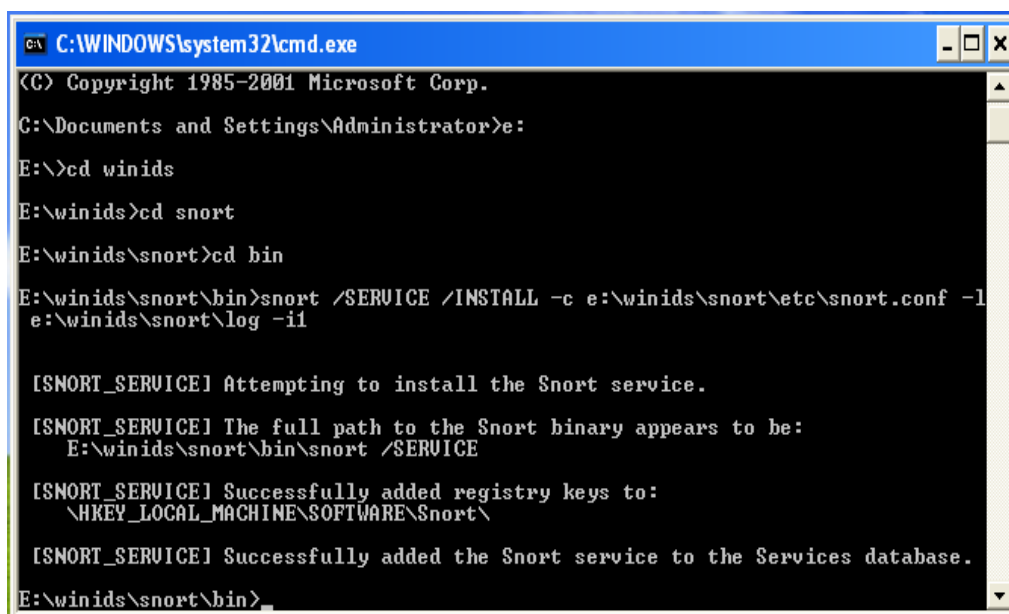 C:\WINDOWS\system32\cmd.exe
(C) Copyright 1985-2001 Microsoft Corp.
C:\Documents and Settings\Administrator>e:
E:\>cd winids
E:\winids>cd snort
E:\winids\snort>cd bin
E:\winids\snort\bin>snort /SERVICE /INSTALL -c e:\winids\snort\etc\snort.conf -l
e:\winids\snort\log -i1
[SNORT_SERVICE] Attempting to install the Snort service.
[SNORT_SERVICE] The full path to the Snort binary appears to be:
E:\winids\snort\bin\snort /SERVICE
[SNORT_SERVICE] Successfully added registry keys to:
\HKEY_LOCAL_MACHINE\SOFTWARE\Snort\
[SNORT_SERVICE] Successfully added the Snort service to the Services database.
E:\winids\snort\bin>_